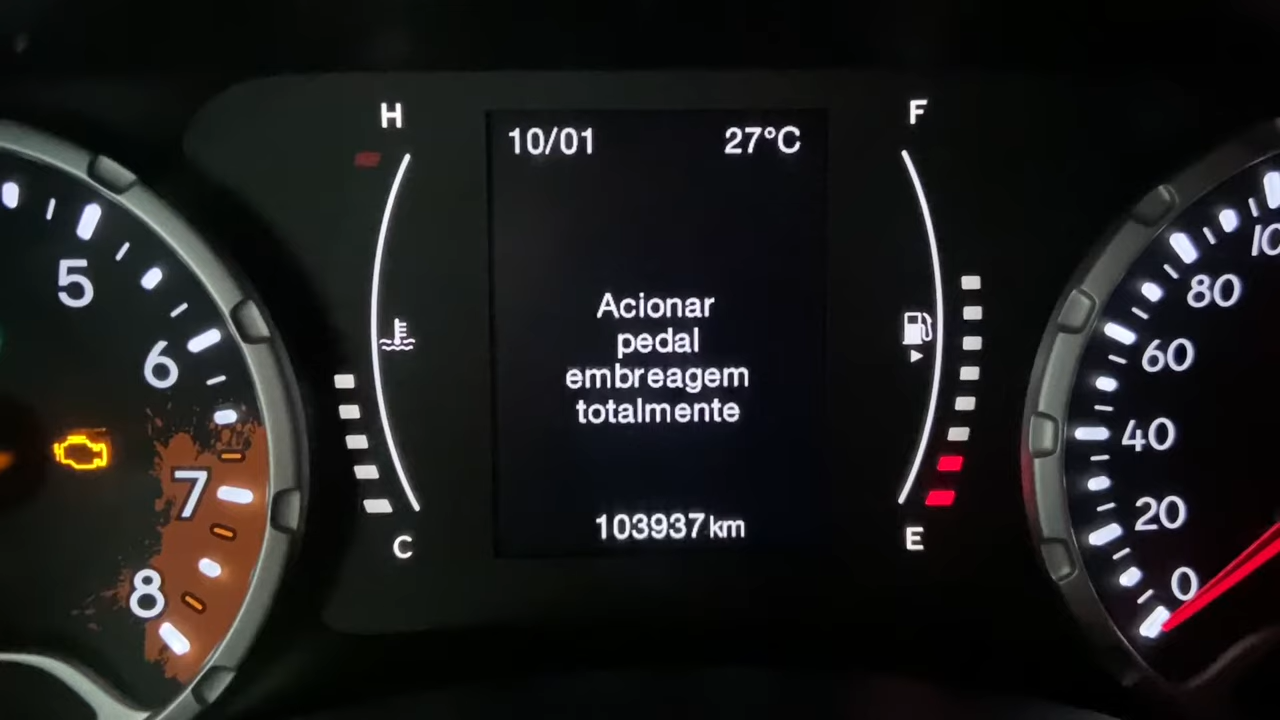 H
F
10/01 27°C
5
6
7
8
Acionar
pedal
embreagem
totalmente
C
E
103937 km
80
60
40
20
0